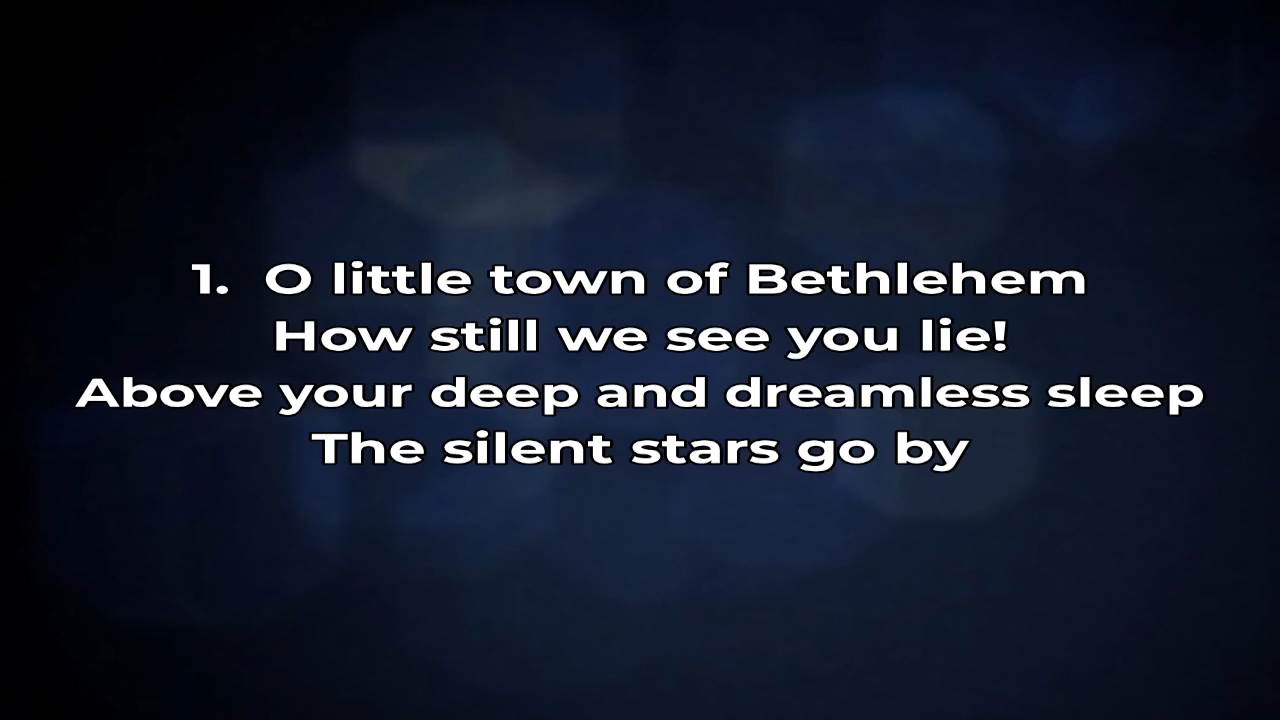 1.  O little town of Bethlehem
How still we see you lie!
Above your deep and dreamless sleep
The silent stars go by